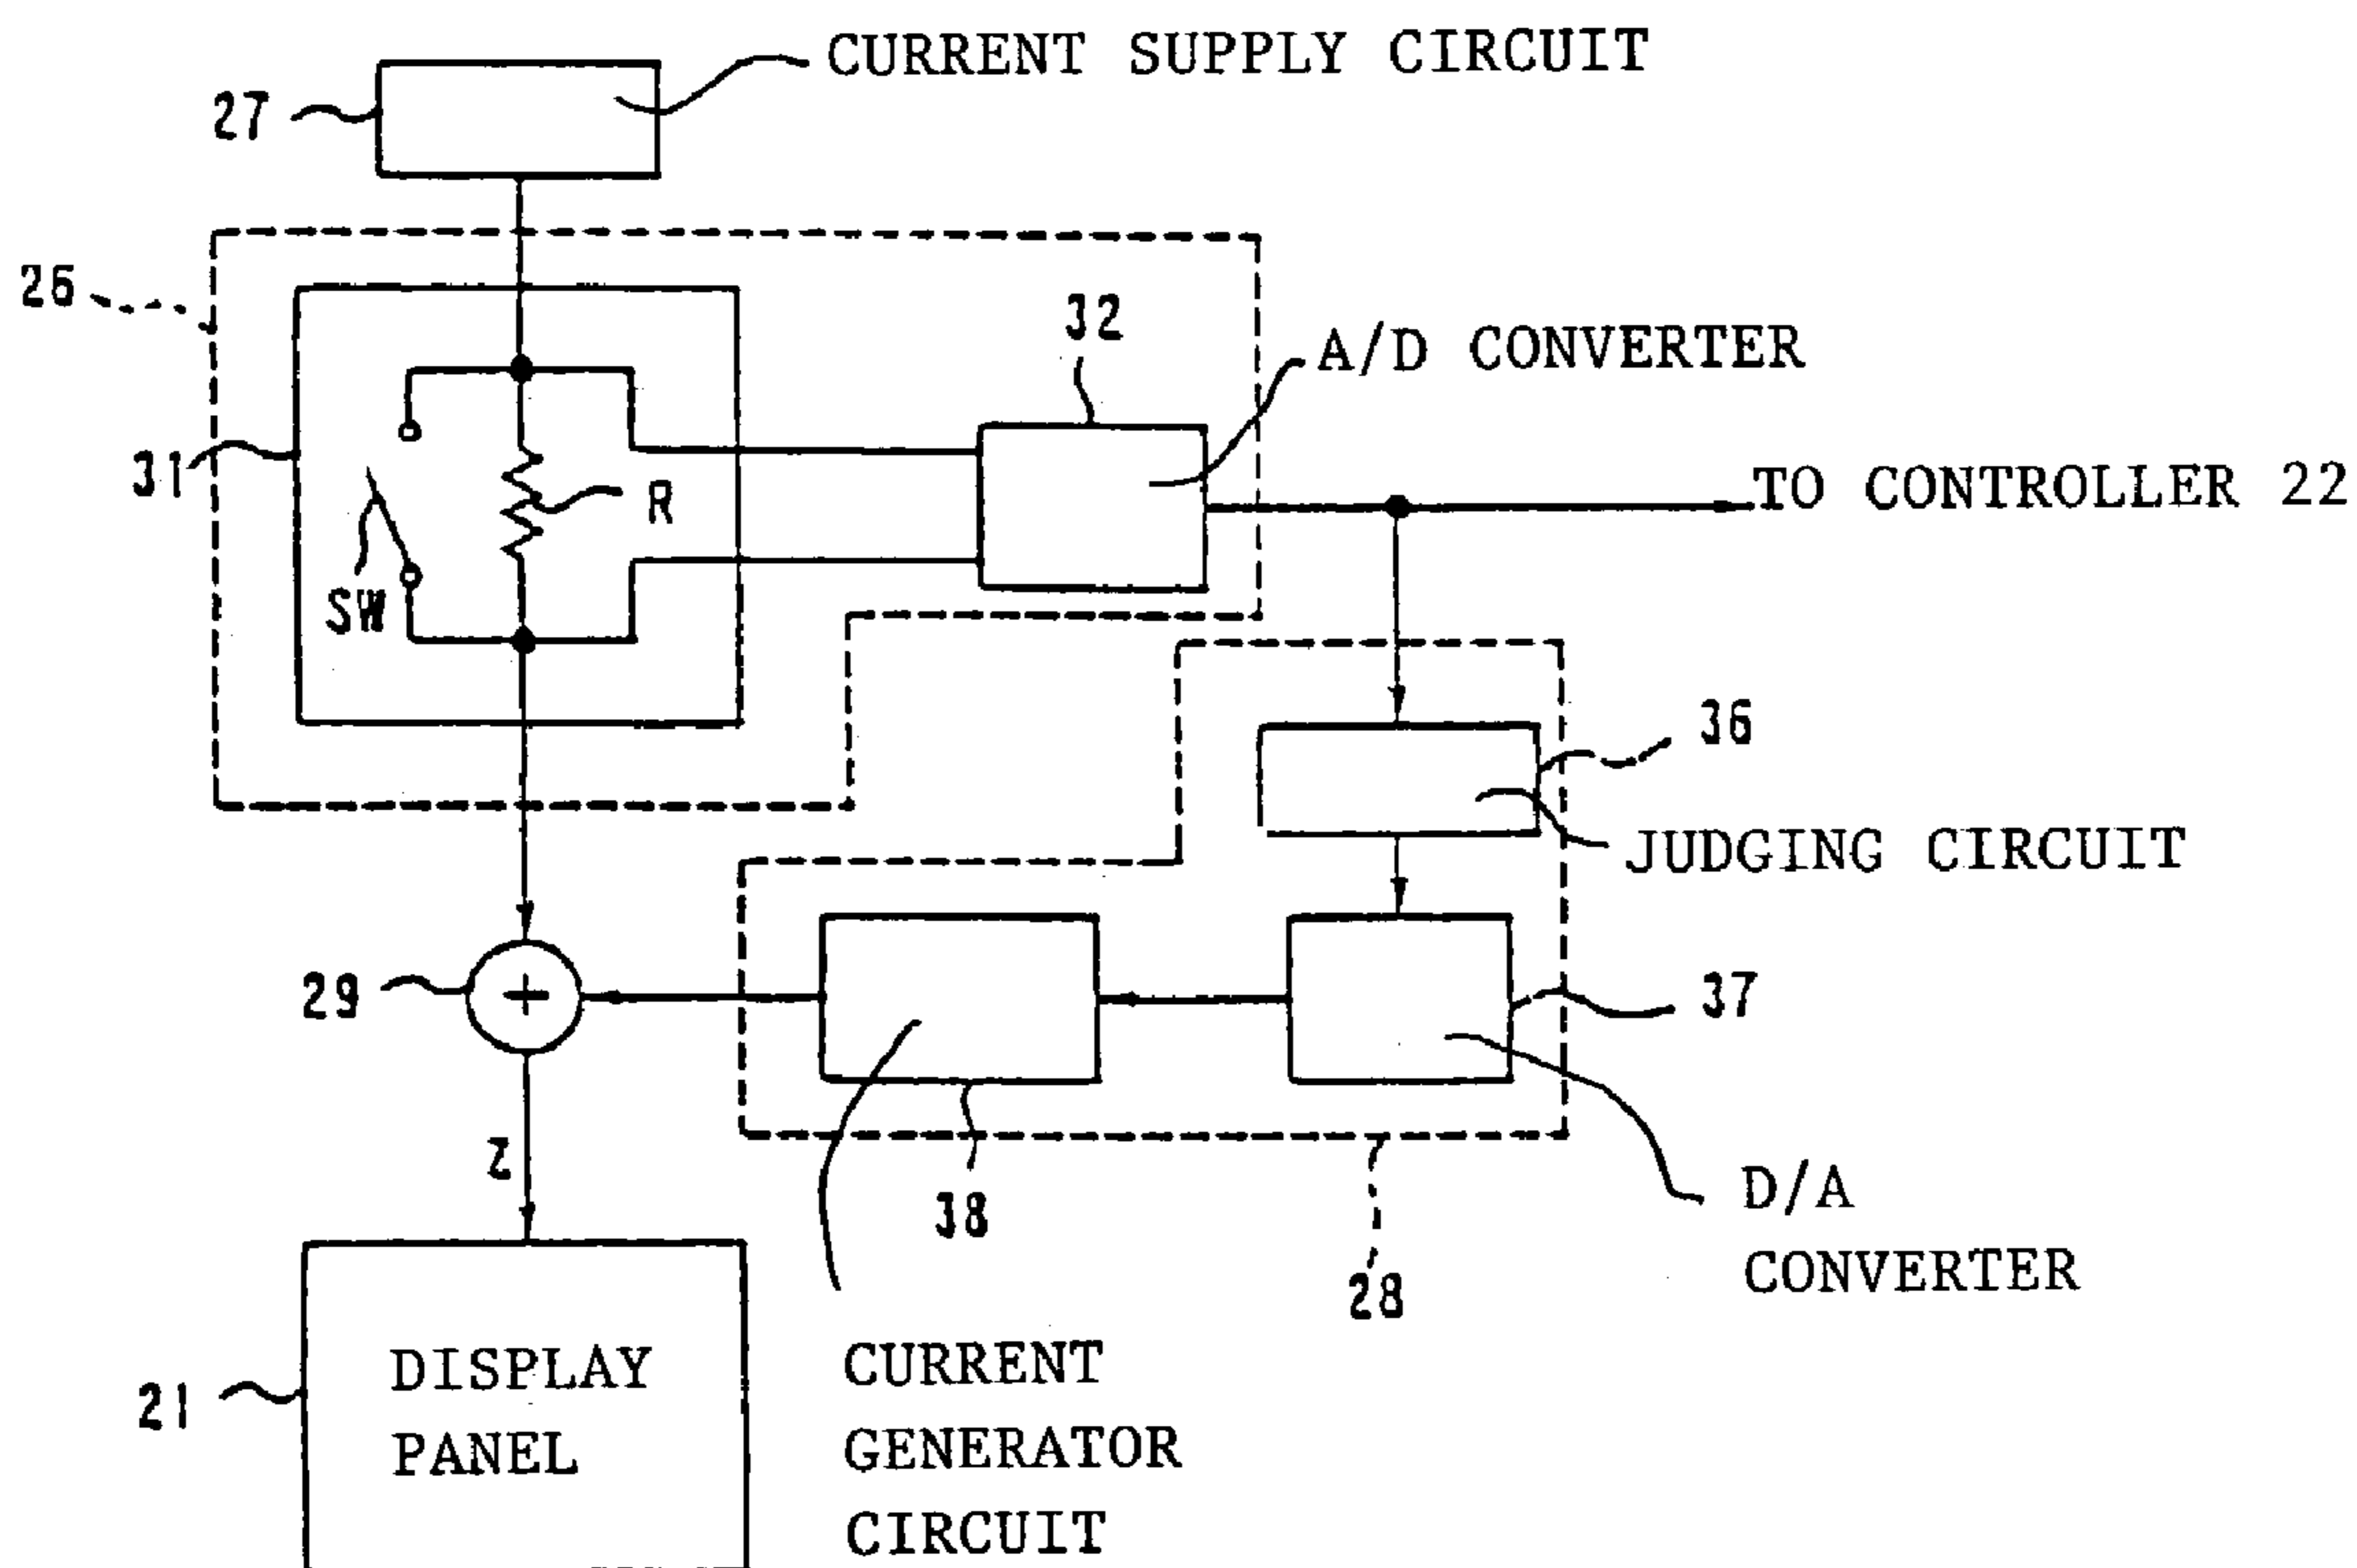 CURRENT SUPPLY CIRCUIT
27
26
32
A/D CONVERTER
31
R
TO CONTROLLER 22
SW
36
JUDGING CIRCUIT
29
37
Z
38
D/A
CONVERTER
28
21
DISPLAY
PANEL
CURRENT
GENERATOR
CIRCUIT